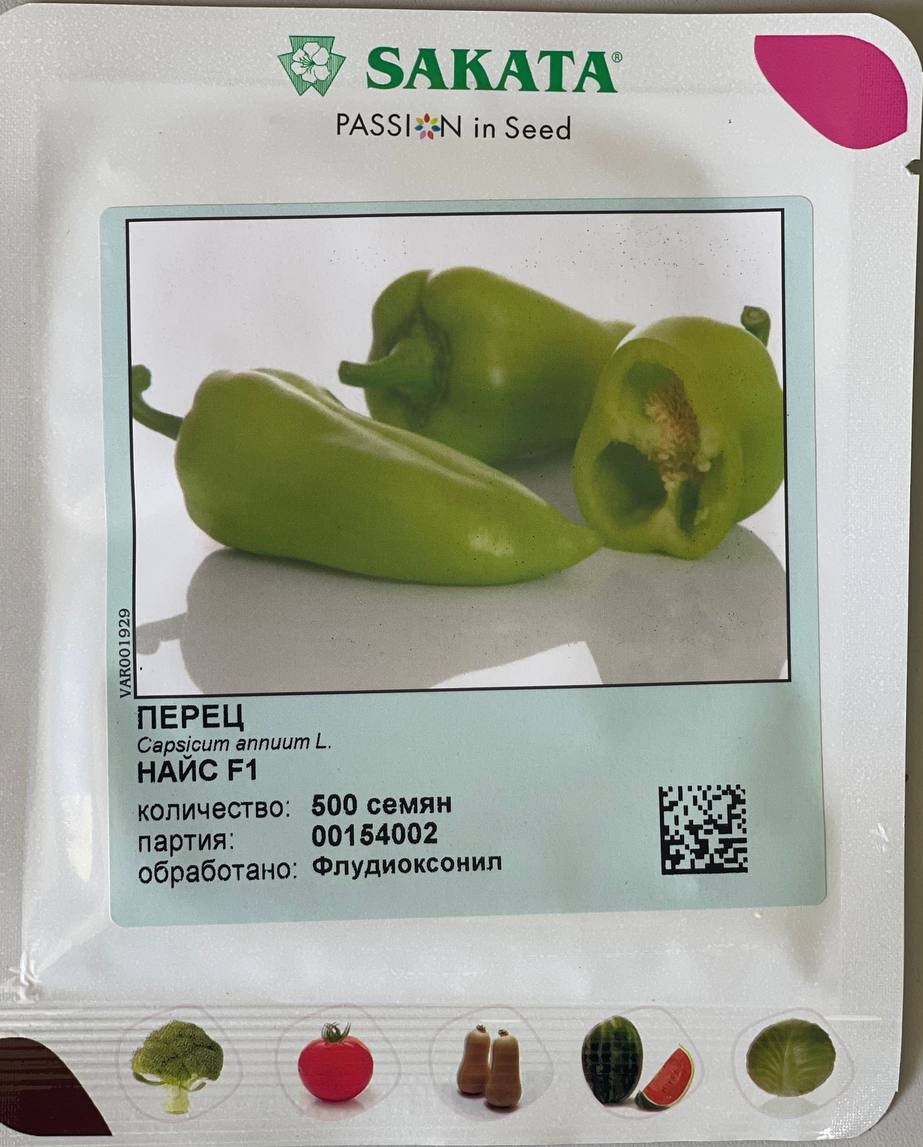 SAKATA®
PASSION in Seed
VAR001929
ПЕРЕЦ
Capsicum annuum L.
НАЙС F1
количество: 500 семян
партия: 00154002
обработано: Флудиоксонил